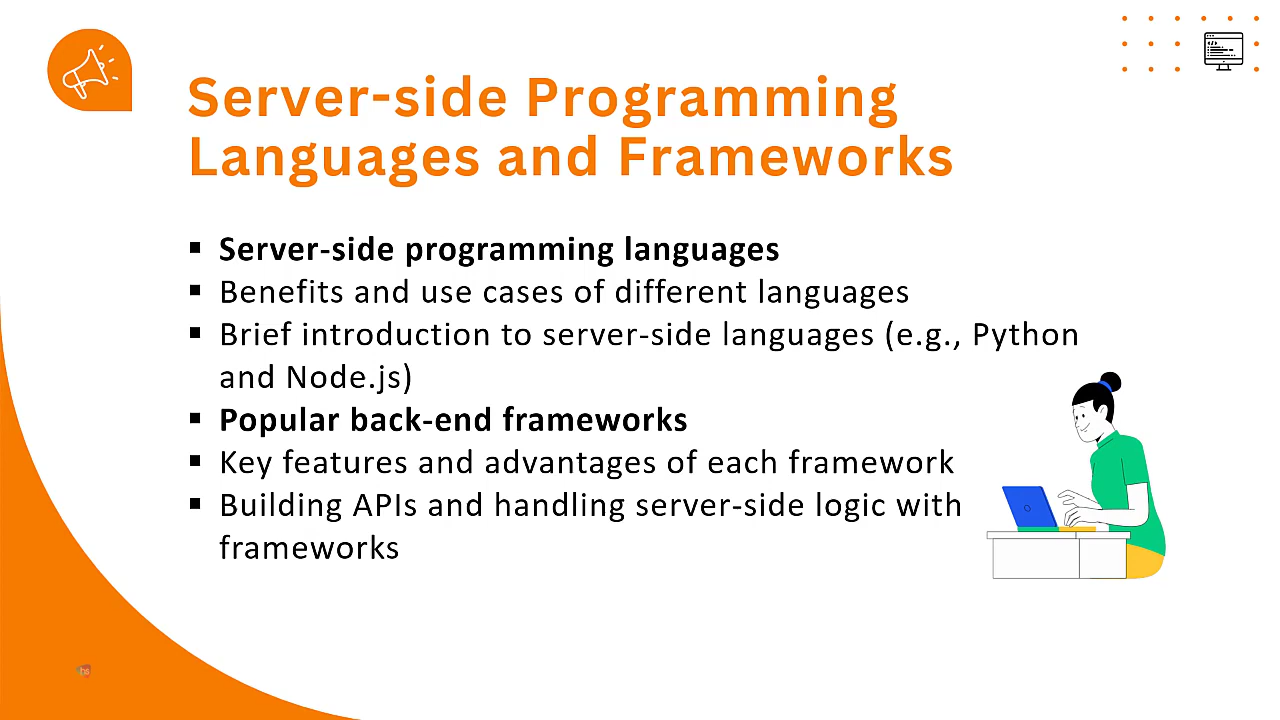 Server-side Programming
Languages and Frameworks
▪ Server-side programming languages
▪ Benefits and use cases of different languages
▪ Brief introduction to server-side languages (e.g., Python
and Node.js)
▪ Popular back-end frameworks
▪ Key features and advantages of each framework
▪ Building APIs and handling server-side logic with
frameworks